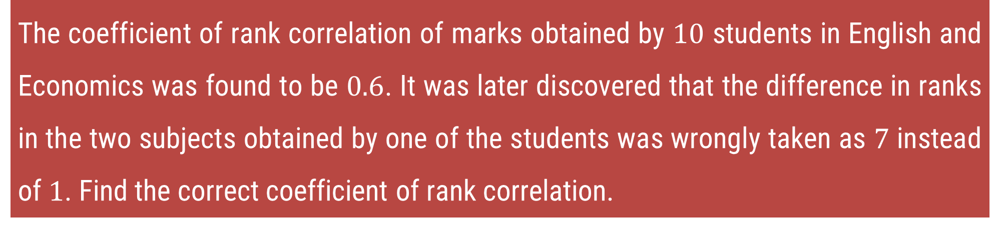 The coefficient of rank correlation of marks obtained by 10 students in English and
Economics was found to be 0.6. It was later discovered that the difference in ranks
in the two subjects obtained by one of the students was wrongly taken as 7 instead
of 1. Find the correct coefficient of rank correlation.